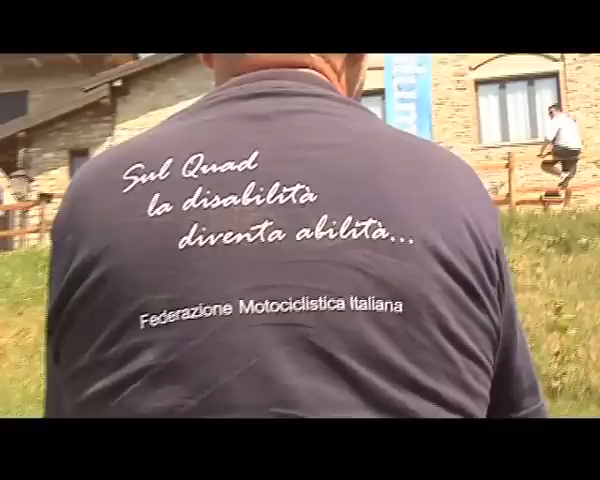 Sul Quad
la disabilità
diventa abilità...
Federazione Motociclistica Italiana